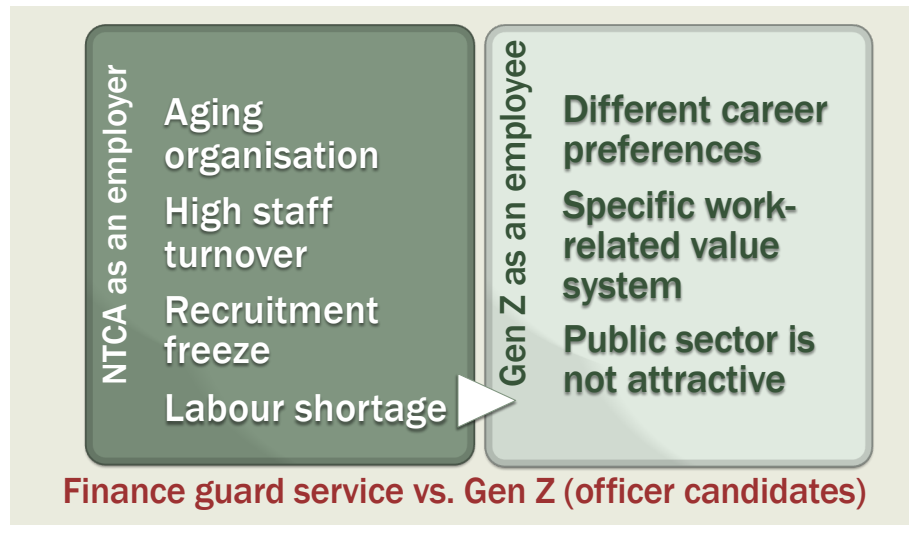 NTCA as an employer
Aging
organisation
High staff
turnover
Recruitment
freeze
Labour shortage
Gen Z as an employee
Different career
preferences
Specific work-
related value
system
Public sector is
not attractive
Finance guard service vs. Gen Z (officer candidates)